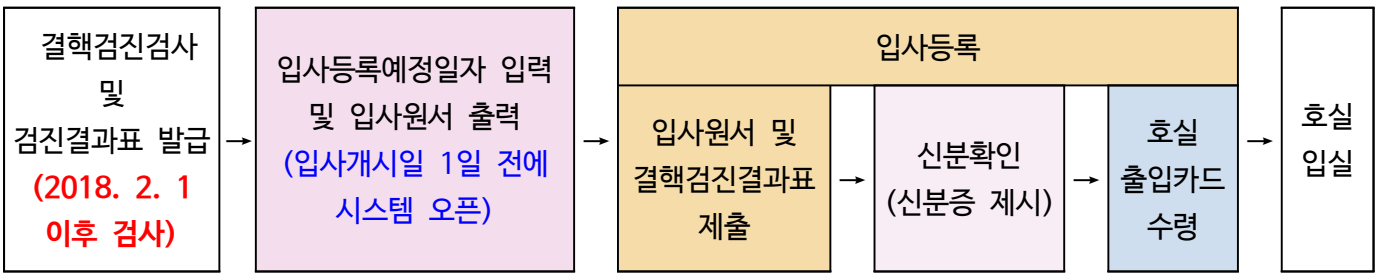 결핵검진검사
및
검진결과표 발급
(2018. 2. 1
이후 검사)
→
입사등록예정일자 입력
및 입사원서 출력
(입사개시일 1일 전에
시스템 오픈)
→
입사등록
입사원서 및
결핵검진결과표
제출
→
신분확인
(신분증 제시)
→
호실
출입카드
수령
→
호실
입실